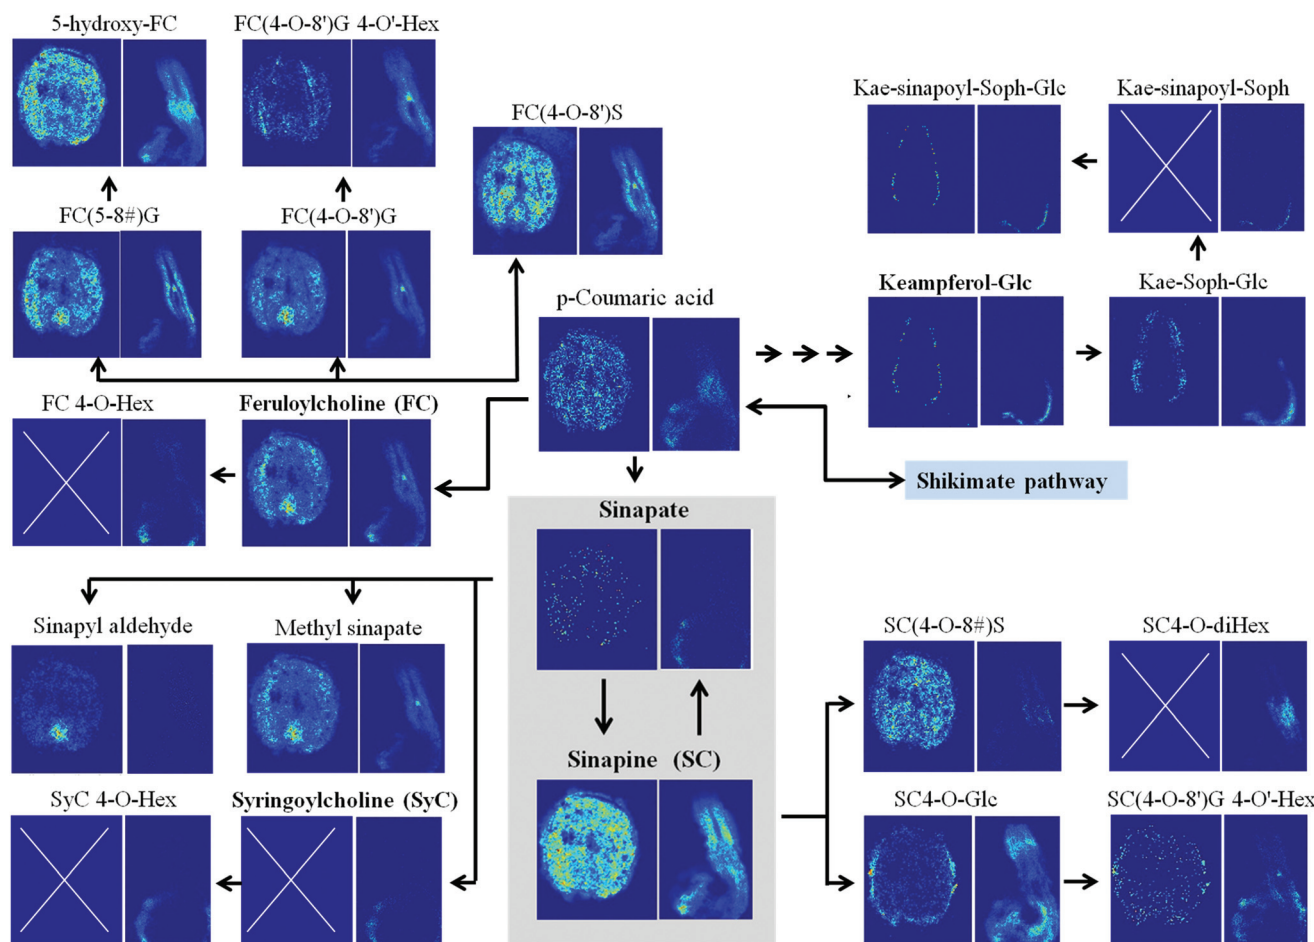 5-hydroxy-FC
FC(4-O-8')G 4-O'-Hex
FC(4-O-8')S
Kae-sinapoyl-Soph-Glc
Kae-sinapoyl-Soph
FC(5-8#)G
FC(4-O-8')G
p-Coumaric acid
Keampferol-Glc
Kae-Soph-Glc
FC 4-O-Hex
Feruloylcholine (FC)
Shikimate pathway
Sinapate
Sinapyl aldehyde
Methyl sinapate
SC(4-O-8#)S
SC4-O-diHex
Sinapine (SC)
SyC 4-O-Hex
Syringoylcholine (SyC)
SC4-O-Glc
SC(4-O-8')G 4-O'-Hex